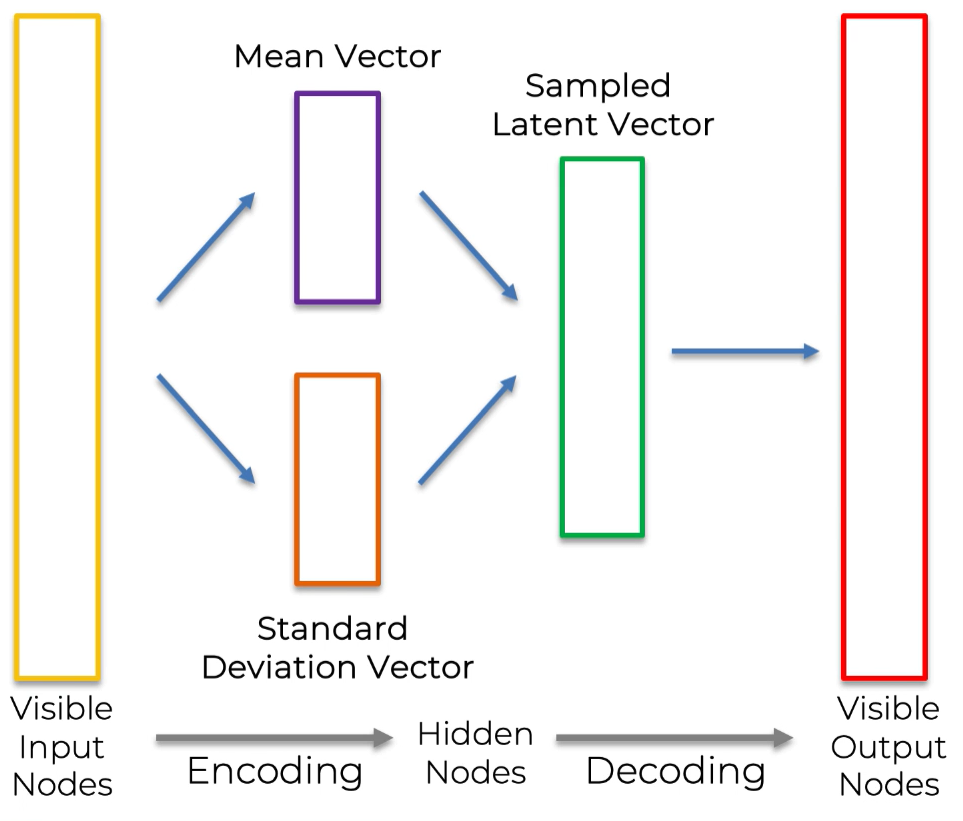 Mean Vector
Sampled
Latent Vector
Standard
Deviation Vector
Visible
Input
Nodes
Encoding
Hidden
Nodes
Decoding
Visible
Output
Nodes